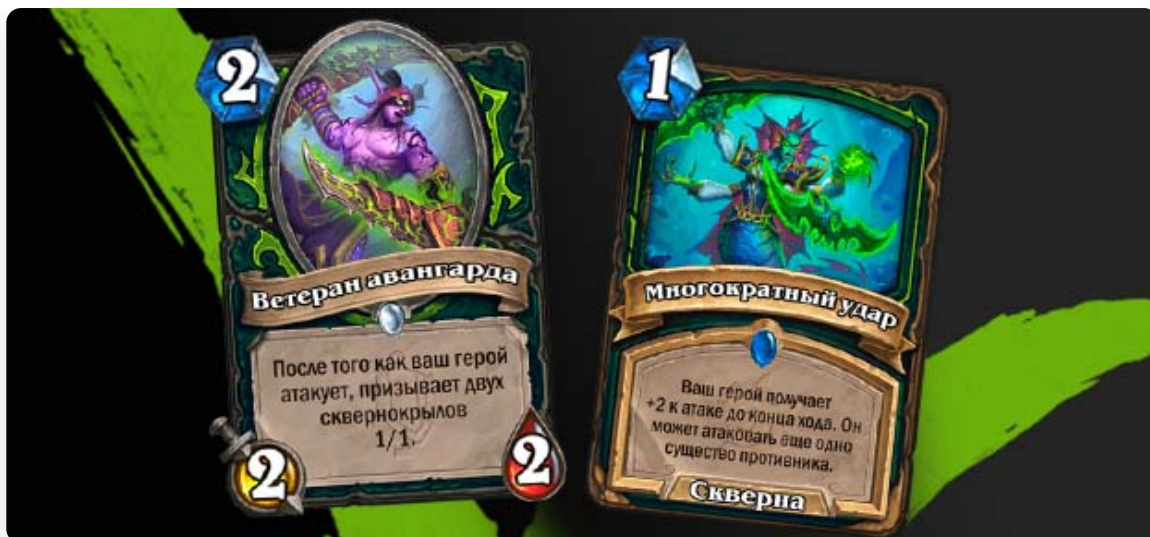 2
Ветеран авангарда
После того как ваш герой
атакует, призывает двух
сквернокрылов
1/1.
2
2
1
Многократный удар
Ваш герой получает
+2 к атаке до конца хода. Он
может атаковать еще одно
существо противника.
Скверна